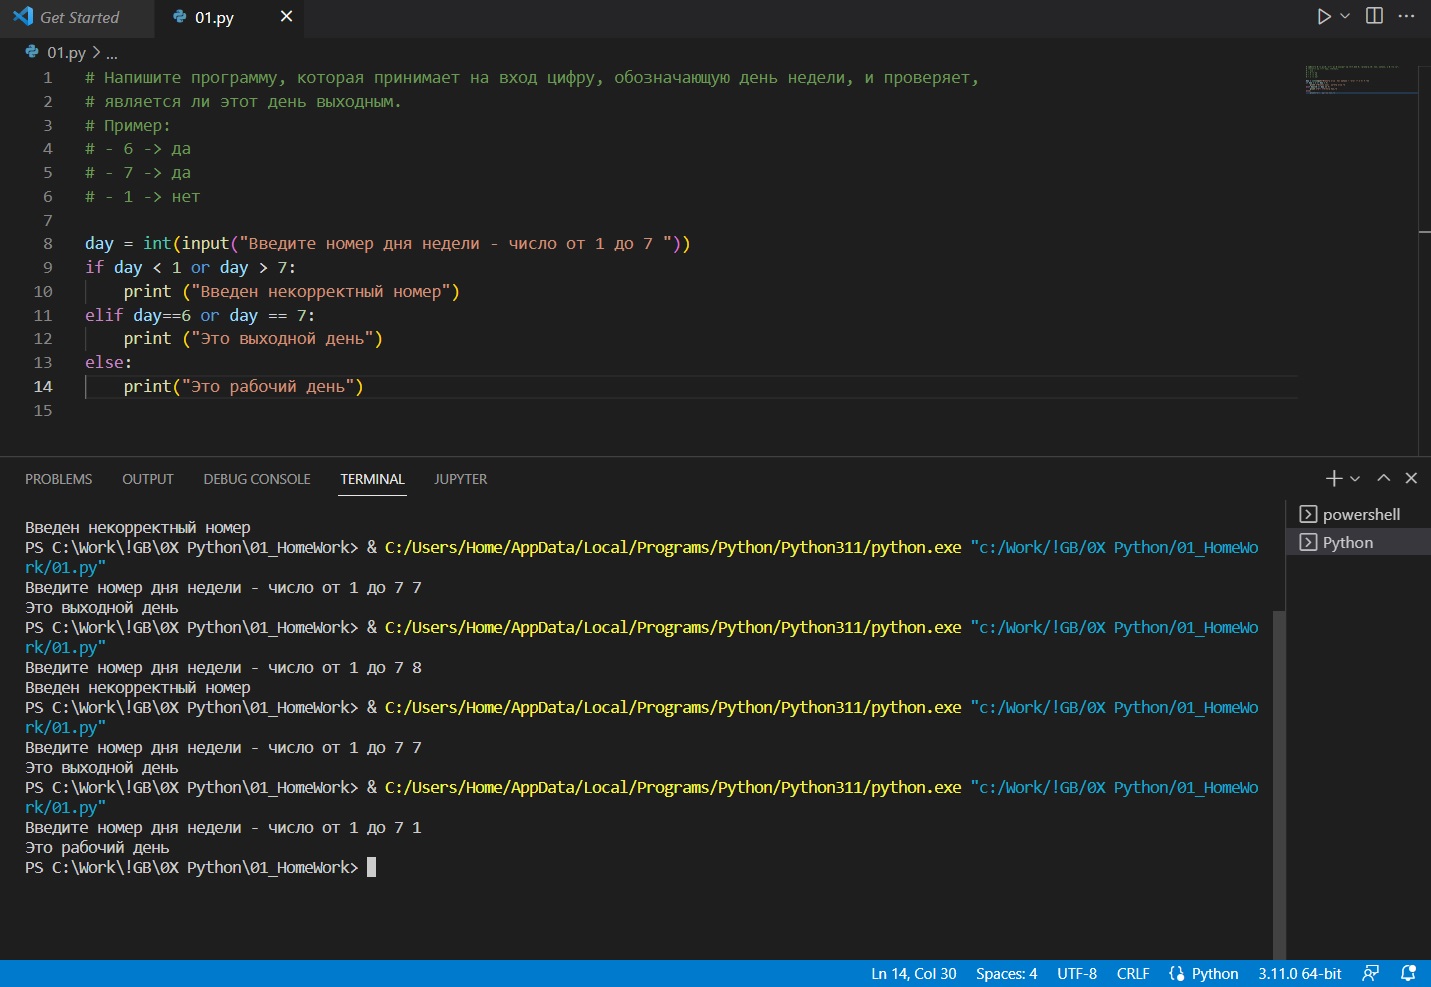 Get Started
01.py
01.py > ...
1 # Напишите программу, которая принимает на вход цифру, обозначающую день недели, и проверяет,
2 # является ли этот день выходным.
3 # Пример:
4 # - 6 -> да
5 # - 7 -> да
6 # - 1 -> нет
7
8 day = int(input("Введите номер дня недели - число от 1 до 7 "))
9 if day < 1 or day > 7:
10 print ("Введен некорректный номер")
11 elif day==6 or day == 7:
12 print ("Это выходной день")
13 else:
14 print("Это рабочий день")
15
PROBLEMS OUTPUT DEBUG CONSOLE TERMINAL JUPYTER
powershell
Python
Введен некорректный номер
PS C:\Work\!GB\0X Python\01_HomeWork> & C:/Users/Home/AppData/Local/Programs/Python/Python311/python.exe "c:/Work/!GB/0X Python/01_HomeWo
rk/01.py"
Введите номер дня недели - число от 1 до 7 7
Это выходной день
PS C:\Work\!GB\0X Python\01_HomeWork> & C:/Users/Home/AppData/Local/Programs/Python/Python311/python.exe "c:/Work/!GB/0X Python/01_HomeWo
rk/01.py"
Введите номер дня недели - число от 1 до 7 8
Введен некорректный номер
PS C:\Work\!GB\0X Python\01_HomeWork> & C:/Users/Home/AppData/Local/Programs/Python/Python311/python.exe "c:/Work/!GB/0X Python/01_HomeWo
rk/01.py"
Введите номер дня недели - число от 1 до 7 7
Это выходной день
PS C:\Work\!GB\0X Python\01_HomeWork> & C:/Users/Home/AppData/Local/Programs/Python/Python311/python.exe "c:/Work/!GB/0X Python/01_HomeWo
rk/01.py"
Введите номер дня недели - число от 1 до 7 1
Это рабочий день
PS C:\Work\!GB\0X Python\01_HomeWork>
Ln 14, Col 30 Spaces: 4 UTF-8 CRLF Python 3.11.0 64-bit